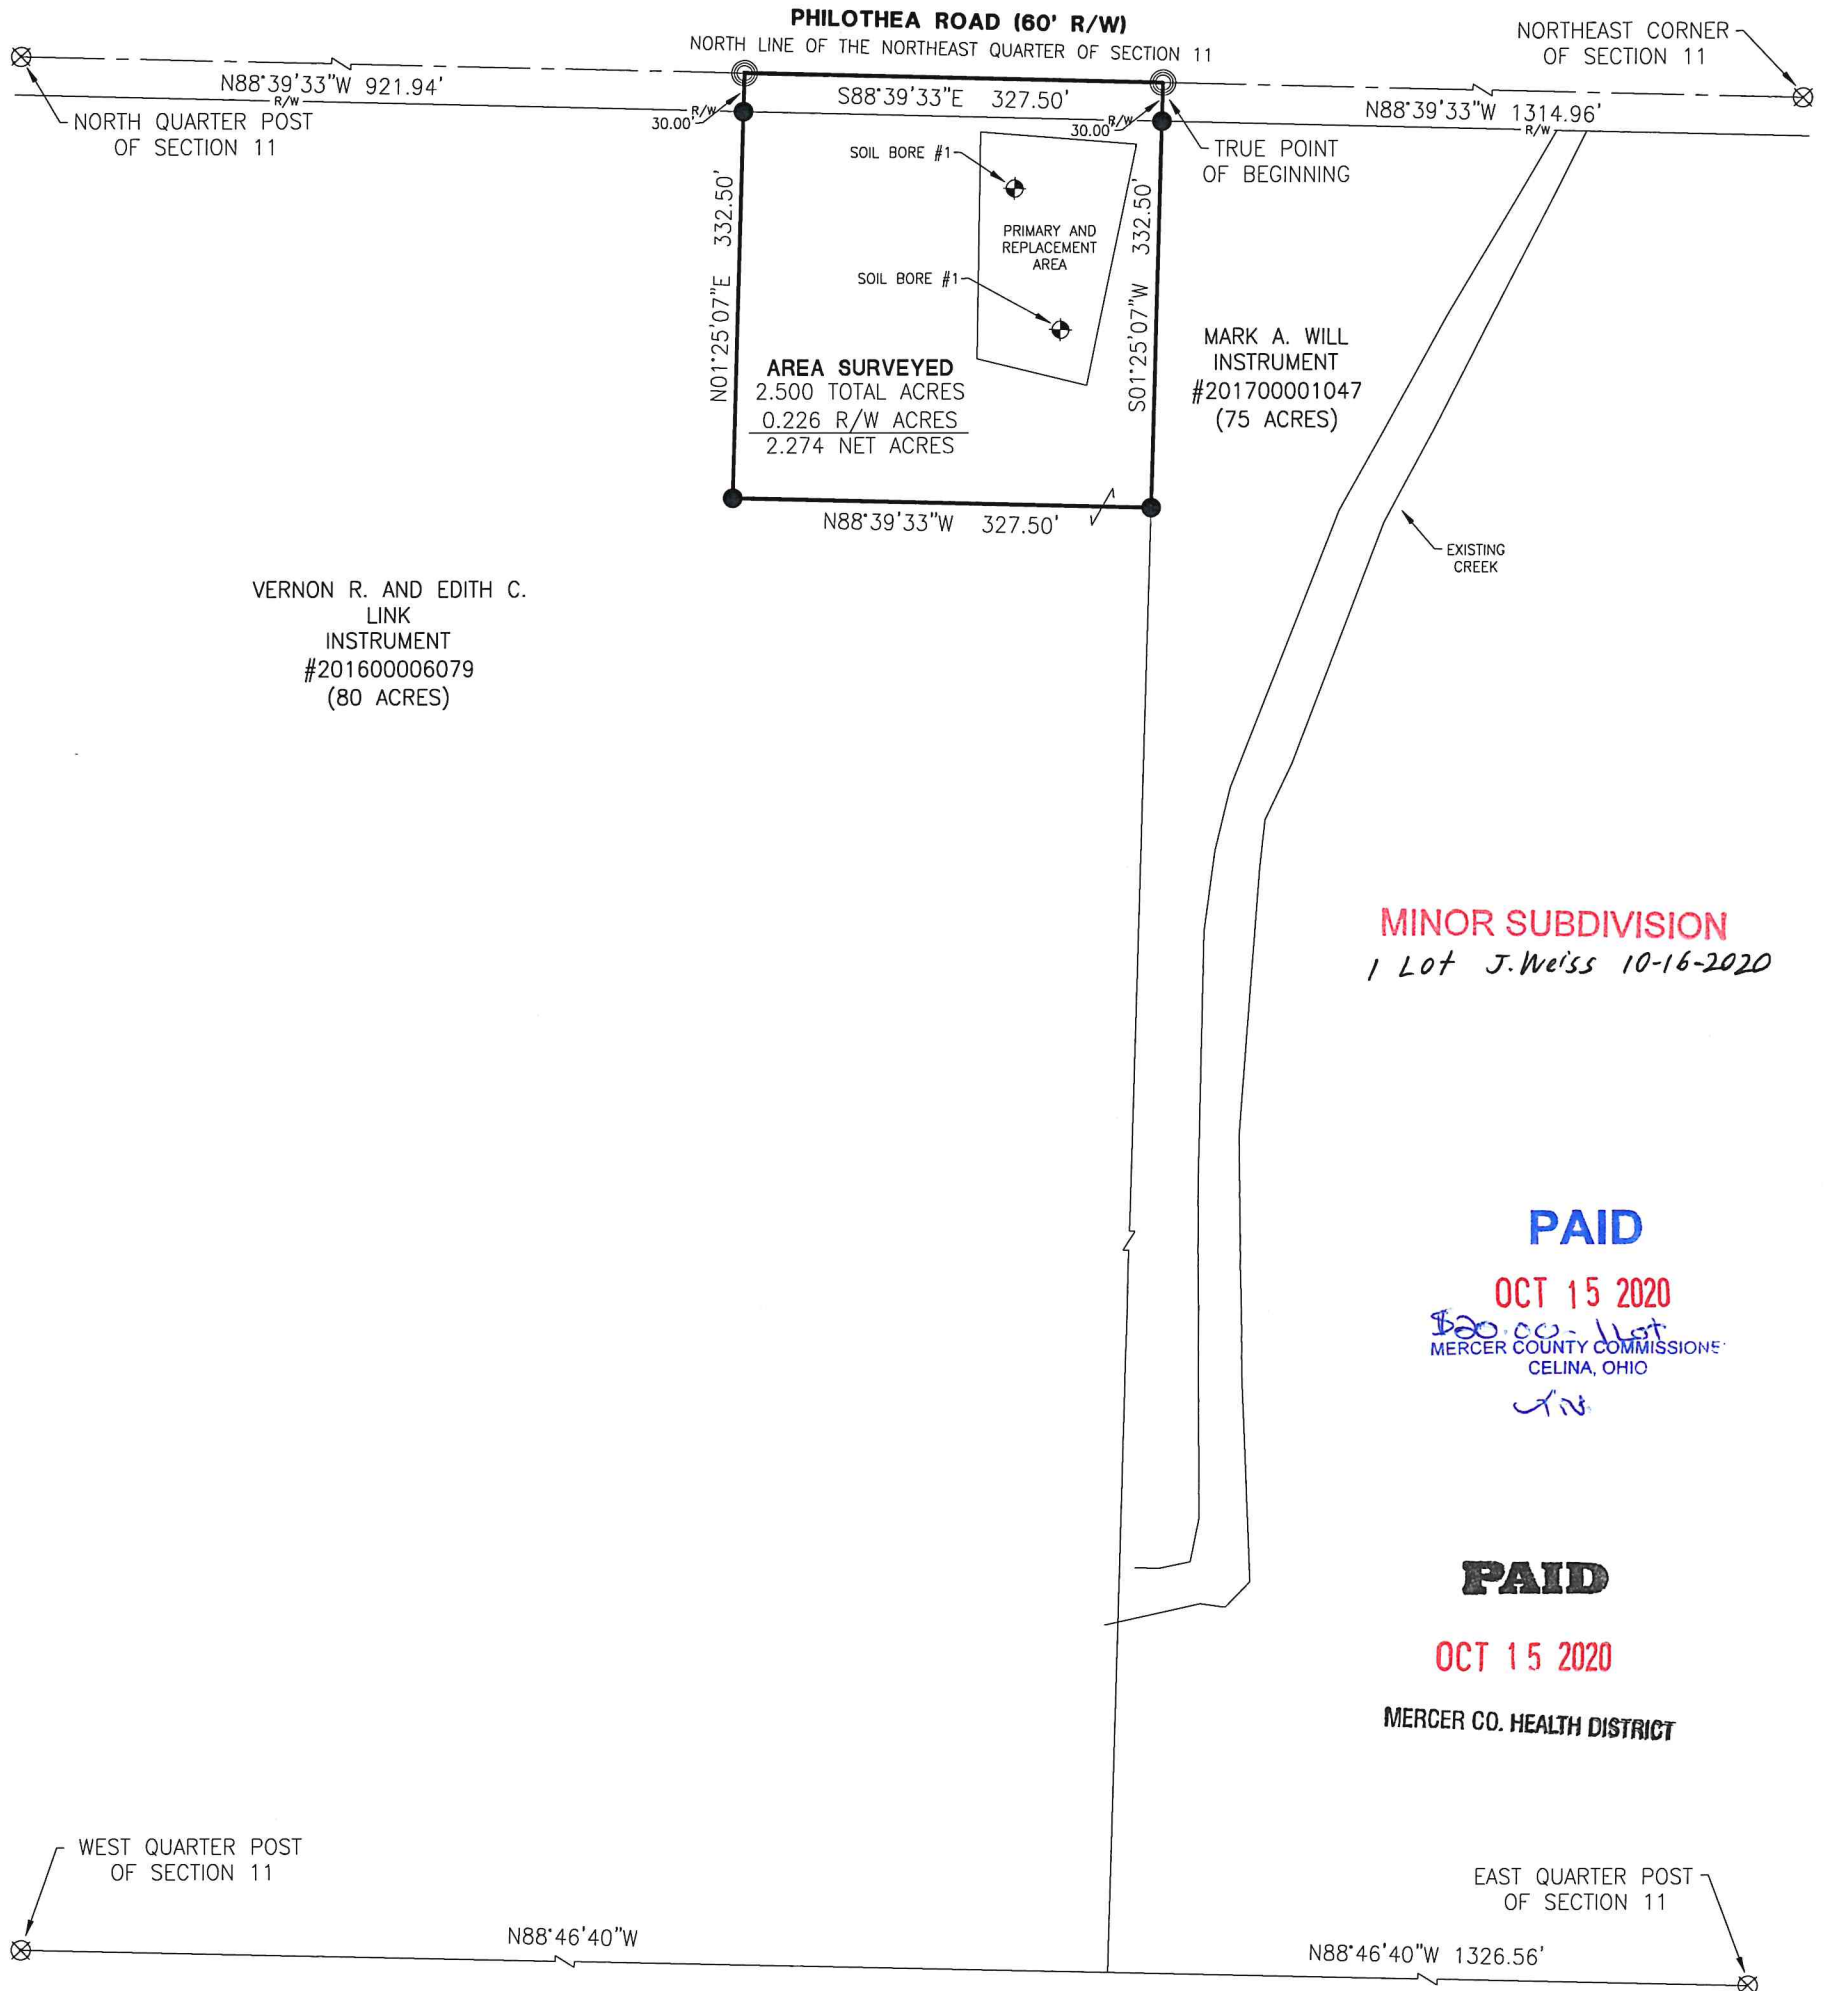 PHILOTHEA ROAD (60' R/W)
NORTH LINE OF THE NORTHEAST QUARTER OF SECTION 11
NORTHEAST CORNER
OF SECTION 11
N88°39'33"W 921.94'
R/W
NORTH QUARTER POST
OF SECTION 11
S88°39'33"E 327.50'
R/W
30.00'
R/W
30.00'
N88°39'33"W 1314.96'
R/W
TRUE POINT
OF BEGINNING
SOIL BORE #1
PRIMARY AND
REPLACEMENT
AREA
SOIL BORE #1
N01°25'07"E 332.50'
S01°25'07"W 332.50'
AREA SURVEYED
2.500 TOTAL ACRES
0.226 R/W ACRES
2.274 NET ACRES
MARK A. WILL
INSTRUMENT
#201700001047
(75 ACRES)
N88°39'33"W 327.50'
EXISTING
CREEK
VERNON R. AND EDITH C.
LINK
INSTRUMENT
#201600006079
(80 ACRES)
MINOR SUBDIVISION
1 Lot J. Weiss 10-16-2020
PAID
OCT 15 2020
$20.00- 1 Lot
MERCER COUNTY COMMISSIONE
CELINA, OHIO
PAID
OCT 15 2020
MERCER CO. HEALTH DISTRICT
WEST QUARTER POST
OF SECTION 11
EAST QUARTER POST
OF SECTION 11
N88°46'40"W
N88°46'40"W 1326.56'